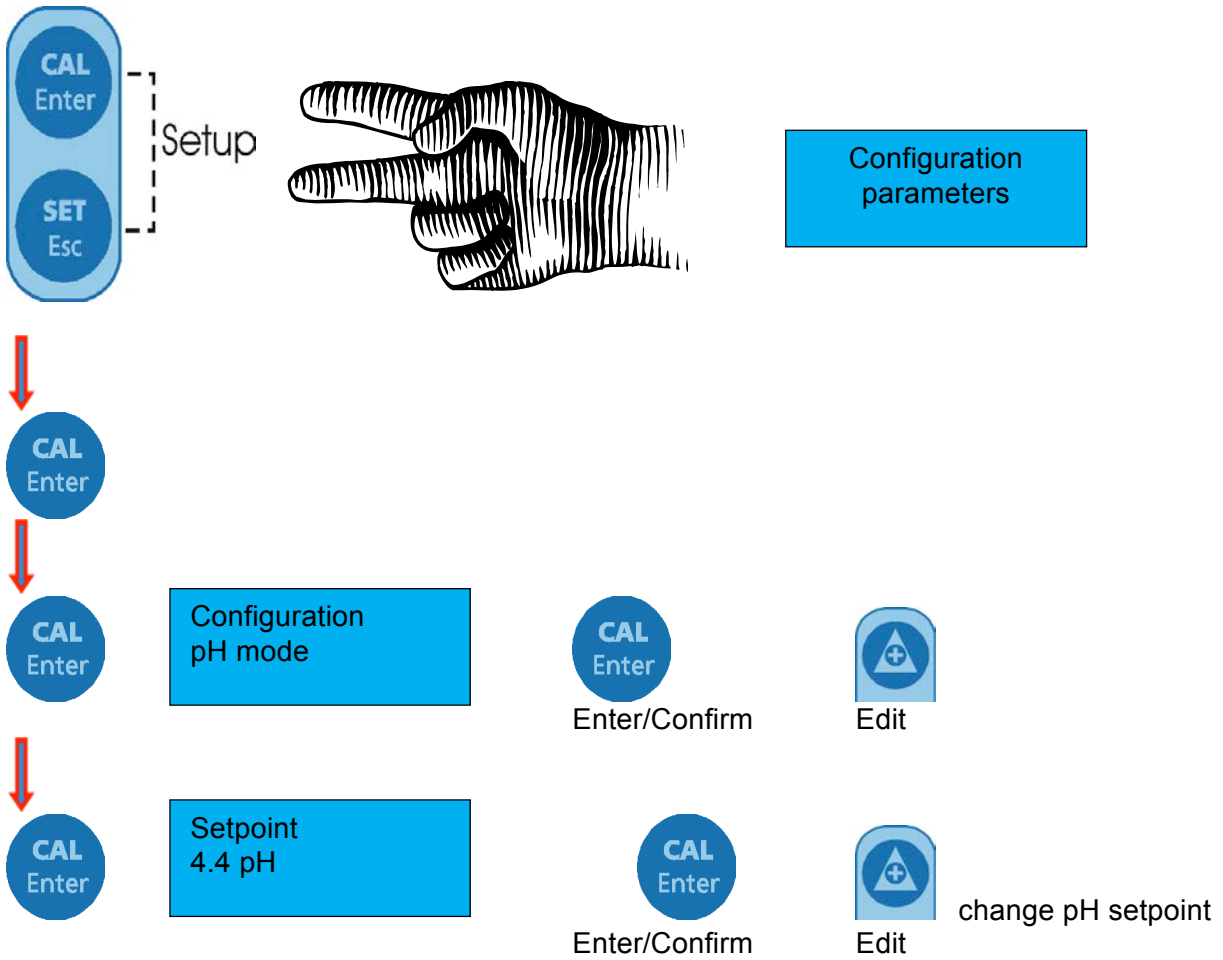 CAL
Enter
SET
Esc
Setup
Configuration
parameters
CAL
Enter
CAL
Enter
Configuration
pH mode
CAL
Enter
Enter/Confirm
Edit
CAL
Enter
Setpoint
4.4 pH
CAL
Enter
Enter/Confirm
Edit
change pH setpoint